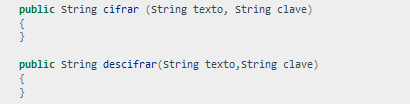 public String cifrar (String texto, String clave)
{
}
public String descifrar(String texto,String clave)
{
}